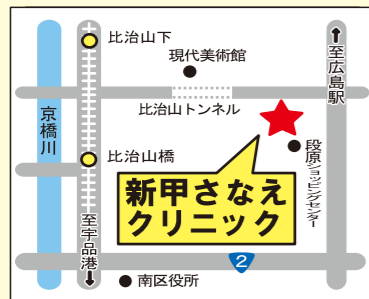 比治山下
現代美術館
至広島駅
比治山トンネル
京橋川
比治山橋
段原ショッピングセンター
新甲さなえ
クリニック
至宇品港
2
南区役所